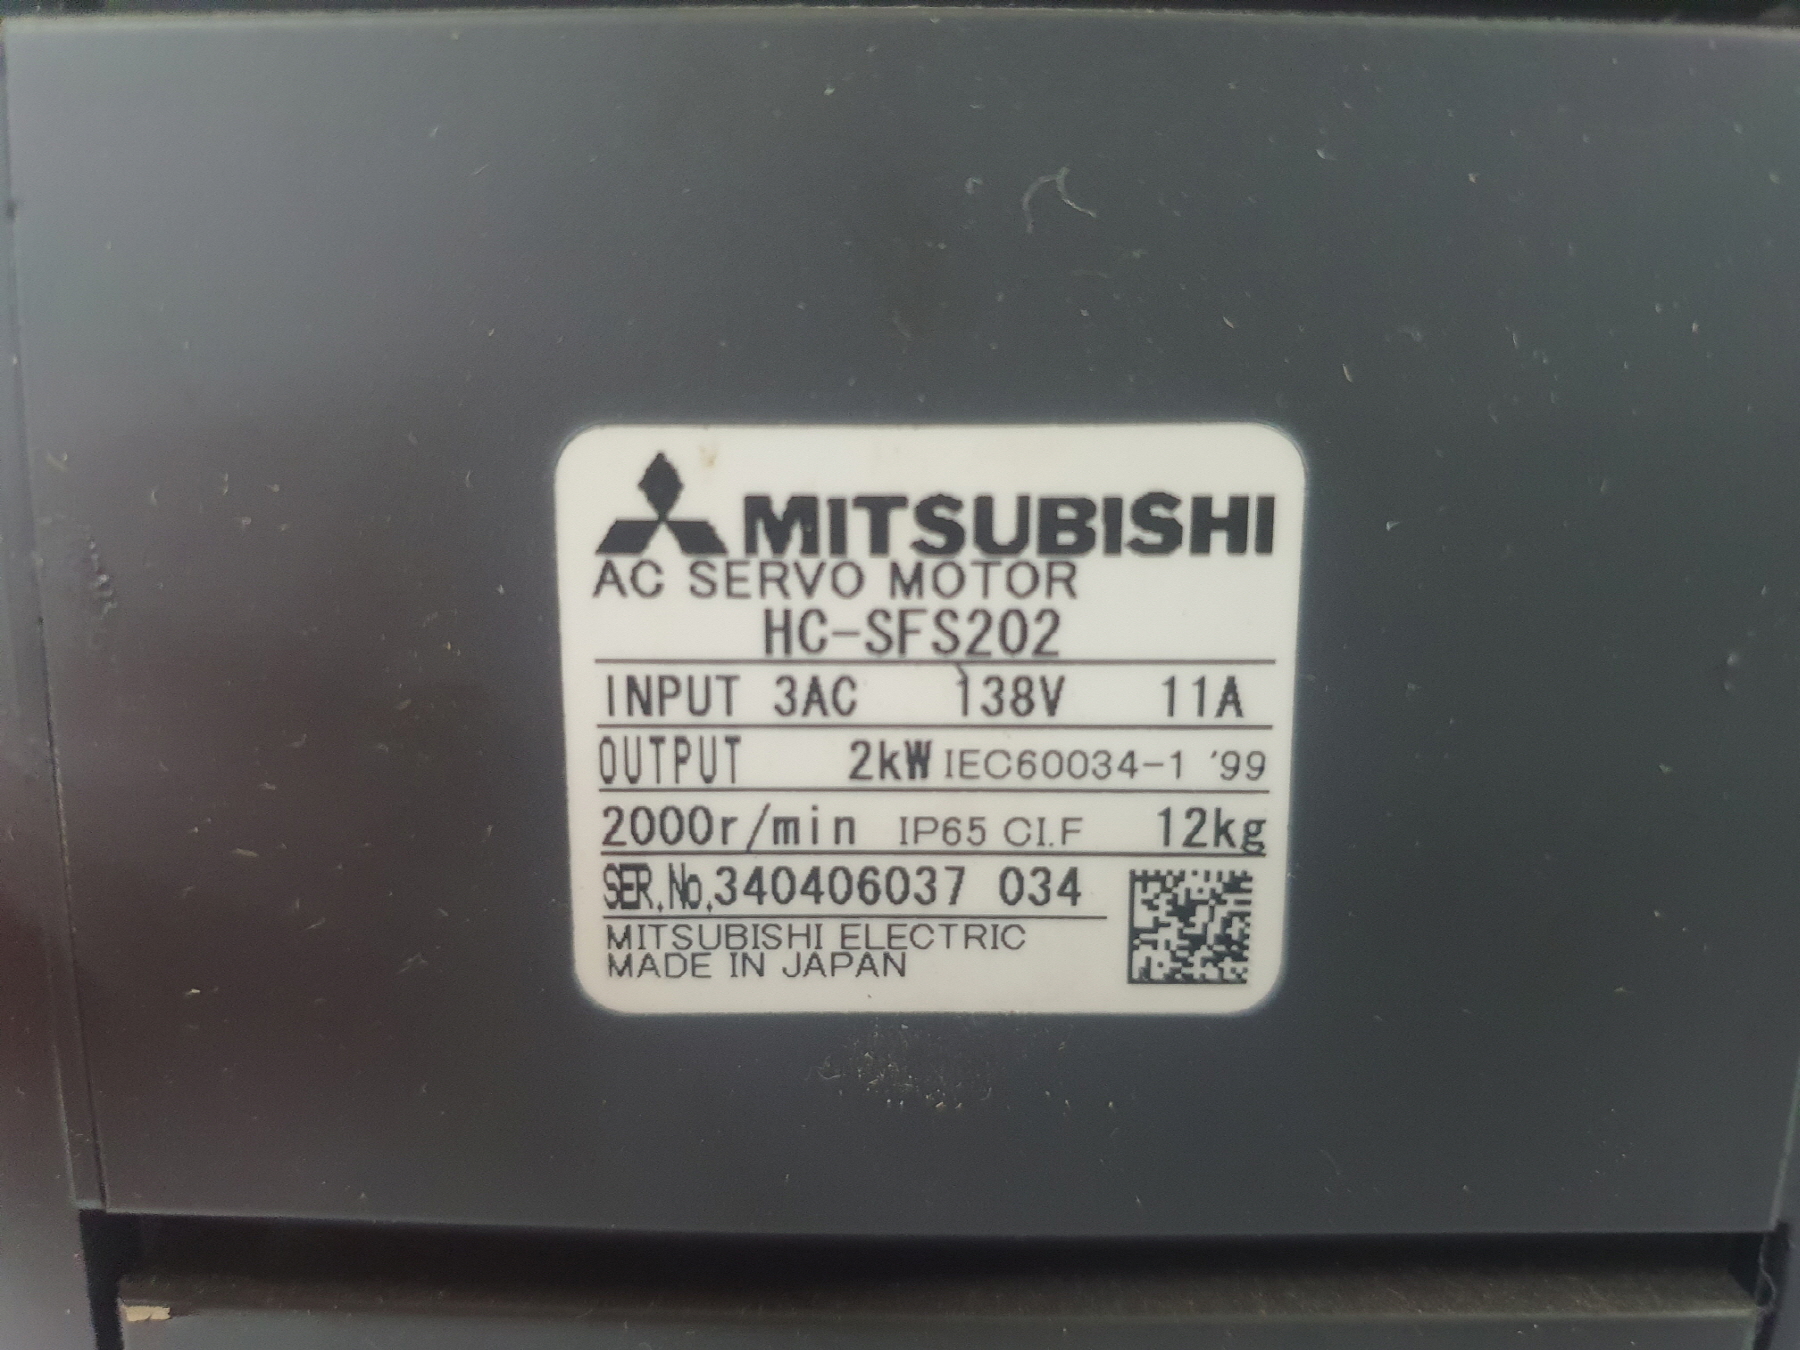 MITSUBISHI
AC SERVO MOTOR
HC-SFS202
INPUT 3AC 138V 11A
OUTPUT 2kW IEC60034-1 '99
2000r/min IP65 CI.F 12kg
SER.No.340406037 034
MITSUBISHI ELECTRIC
MADE IN JAPAN